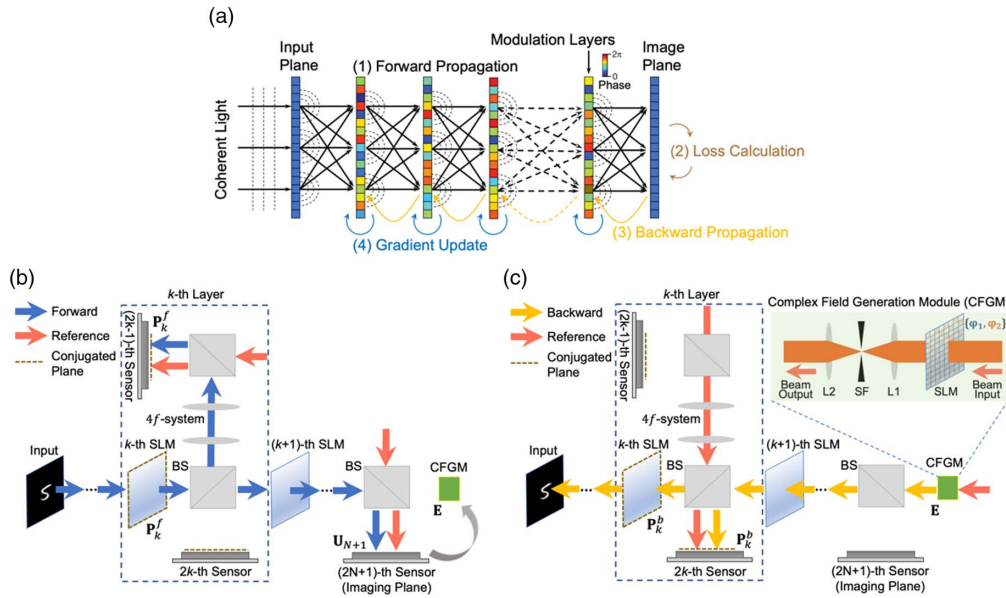 (a)
Input
Plane
(1) Forward Propagation
Modulation Layers
2π
0
Phase
Image
Plane
Coherent Light
(2) Loss Calculation
(3) Backward Propagation
(4) Gradient Update
(b)
Forward
Reference
Conjugated
Plane
k-th Layer
P_k^f
(2k-1)-th Sensor
4f-system
Input
k-th SLM
BS
(k+1)-th SLM
BS
CFGM
E
P_k^f
U_{N+1}
2k-th Sensor
(2N+1)-th Sensor
(Imaging Plane)
(c)
Backward
Reference
Conjugated
Plane
k-th Layer
(2k-1)-th Sensor
4f-system
Complex Field Generation Module (CFGM)
{φ₁, φ₂}
Beam
Output
L2
SF
L1
SLM
Beam
Input
Input
k-th SLM
BS
(k+1)-th SLM
BS
CFGM
E
P_k^b
P_k^b
2k-th Sensor
(2N+1)-th Sensor
(Imaging Plane)